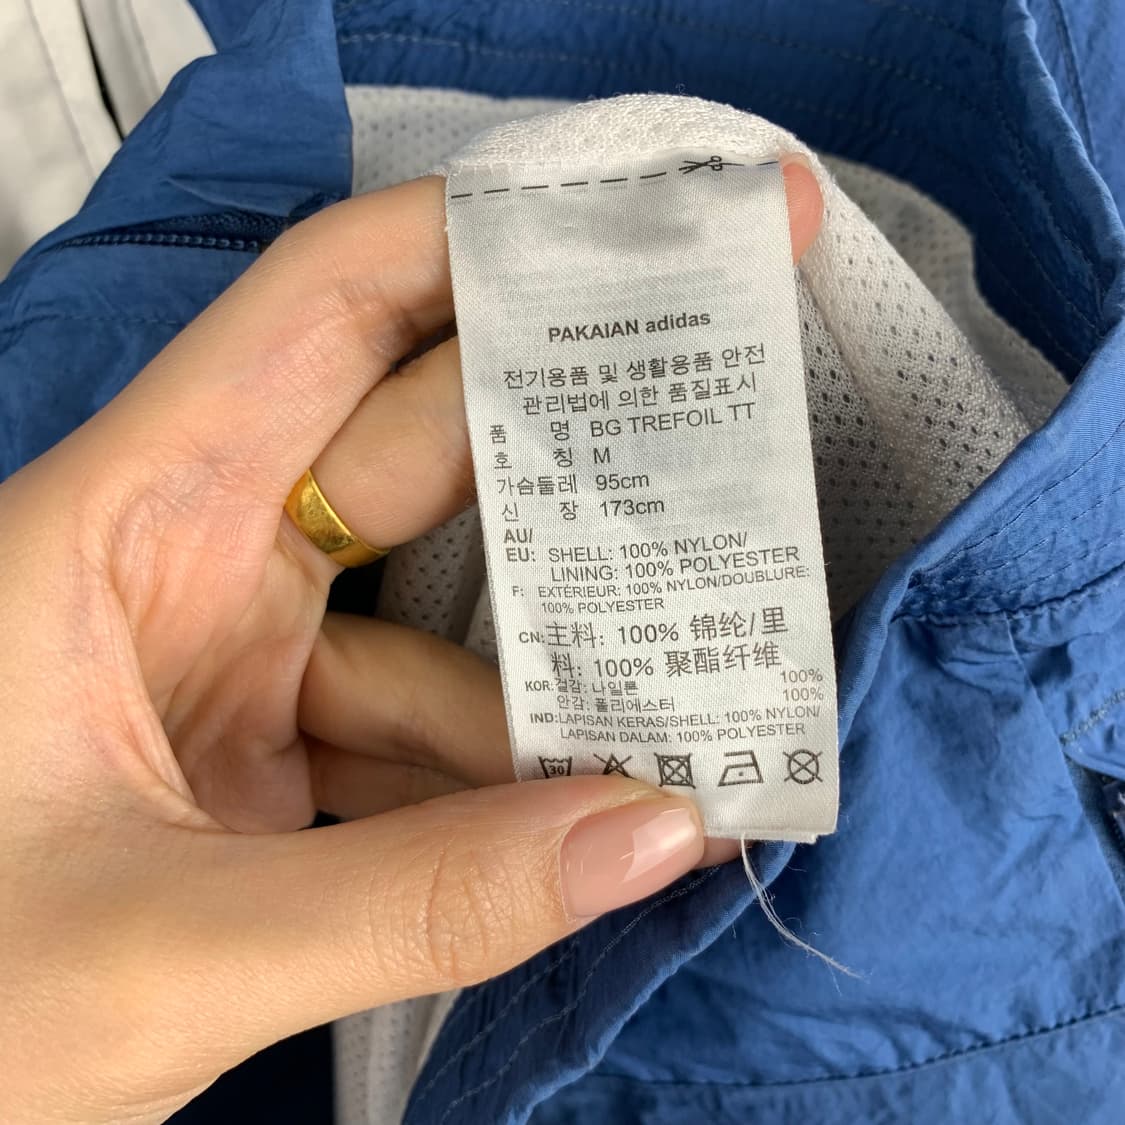 PAKAIAN adidas
전기용품 및 생활용품 안전
관리법에 의한 품질표시
품 명 BG TREFOIL TT
호 칭 M
가슴둘레 95cm
신 장 173cm
AU/
EU: SHELL: 100% NYLON/
LINING: 100% POLYESTER
F: EXTÉRIEUR: 100% NYLON/DOUBLURE:
100% POLYESTER
CN:主料: 100% 锦纶/里
料: 100% 聚酯纤维
KOR:겉감: 나일론 100%
안감: 폴리에스터 100%
IND:LAPISAN KERAS/SHELL: 100% NYLON/
LAPISAN DALAM: 100% POLYESTER
30